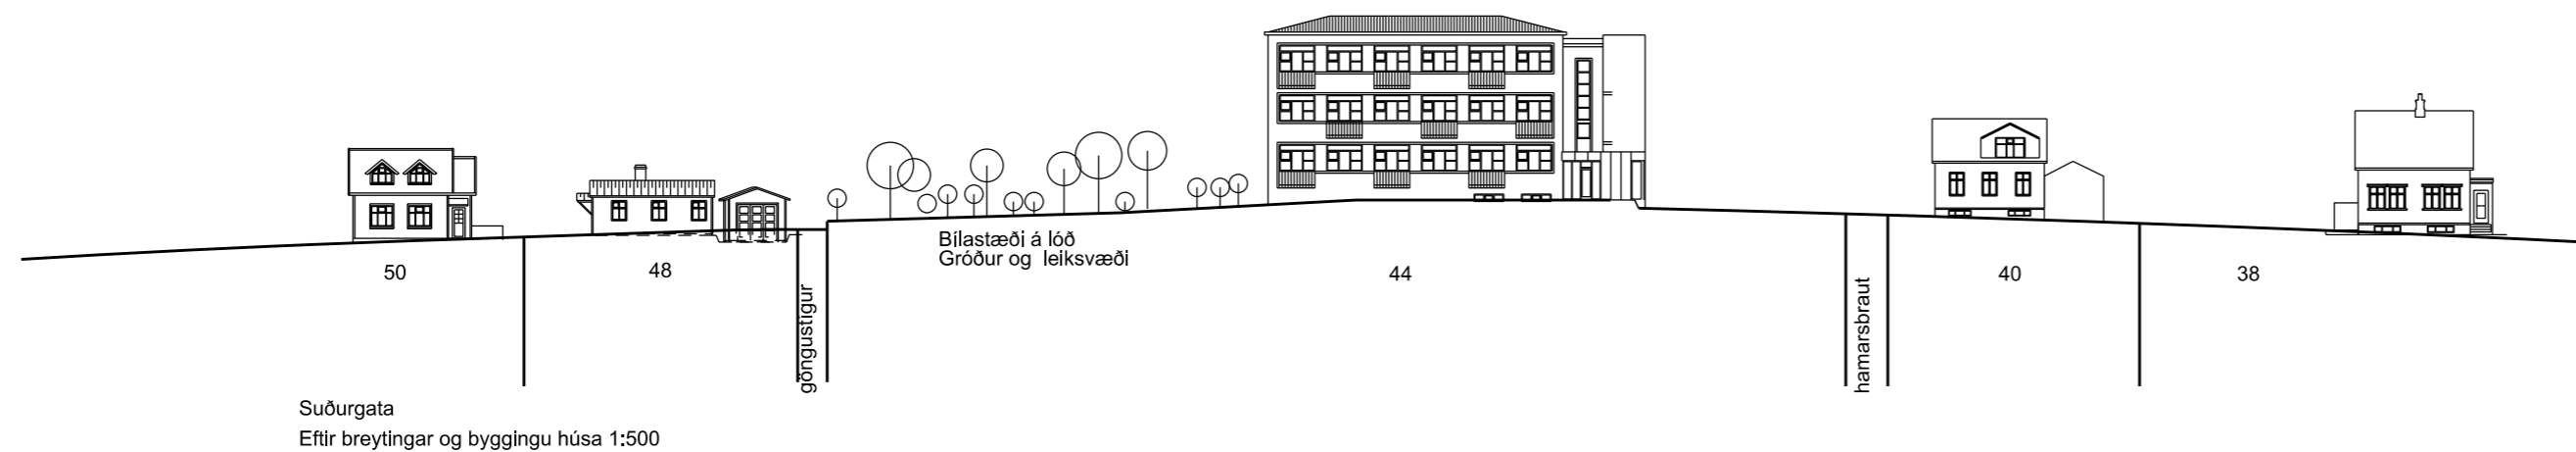 Bílastæði á lóð
Gróður og leiksvæði
50
48
göngustigur
44
hamarsbraut
40
38
Suðurgata
Eftir breytingar og byggingu húsa 1:500